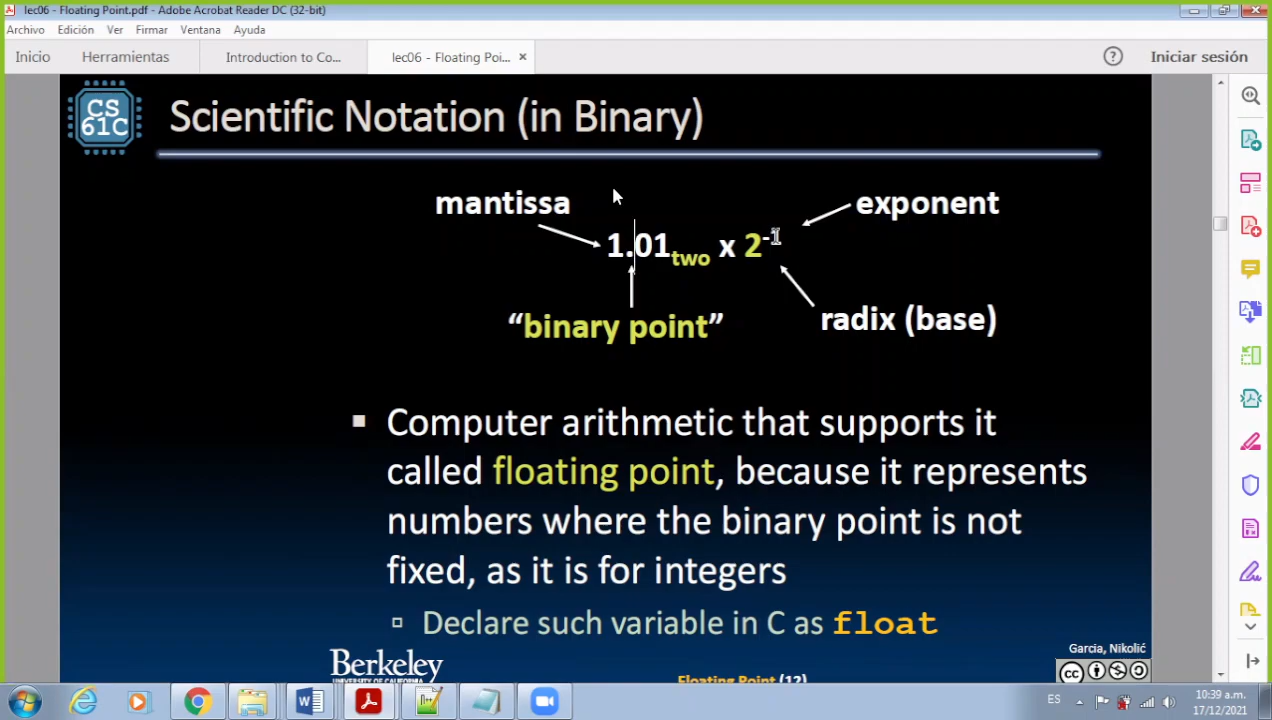 lec06 - Floating Point.pdf - Adobe Acrobat Reader DC (32-bit)
Archivo Edición Ver Firmar Ventana Ayuda
Inicio Herramientas Introduction to Co... lec06 - Floating Poi... × Iniciar sesión
CS
61C
Scientific Notation (in Binary)
mantissa exponent
1.01two x 2-1
"binary point" radix (base)
▪ Computer arithmetic that supports it
called floating point, because it represents
numbers where the binary point is not
fixed, as it is for integers
▫ Declare such variable in C as float
Berkeley
UNIVERSITY OF CALIFORNIA
Floating Point (12)
Garcia, Nikolić
cc
ES 10:39 a.m.
17/12/2021